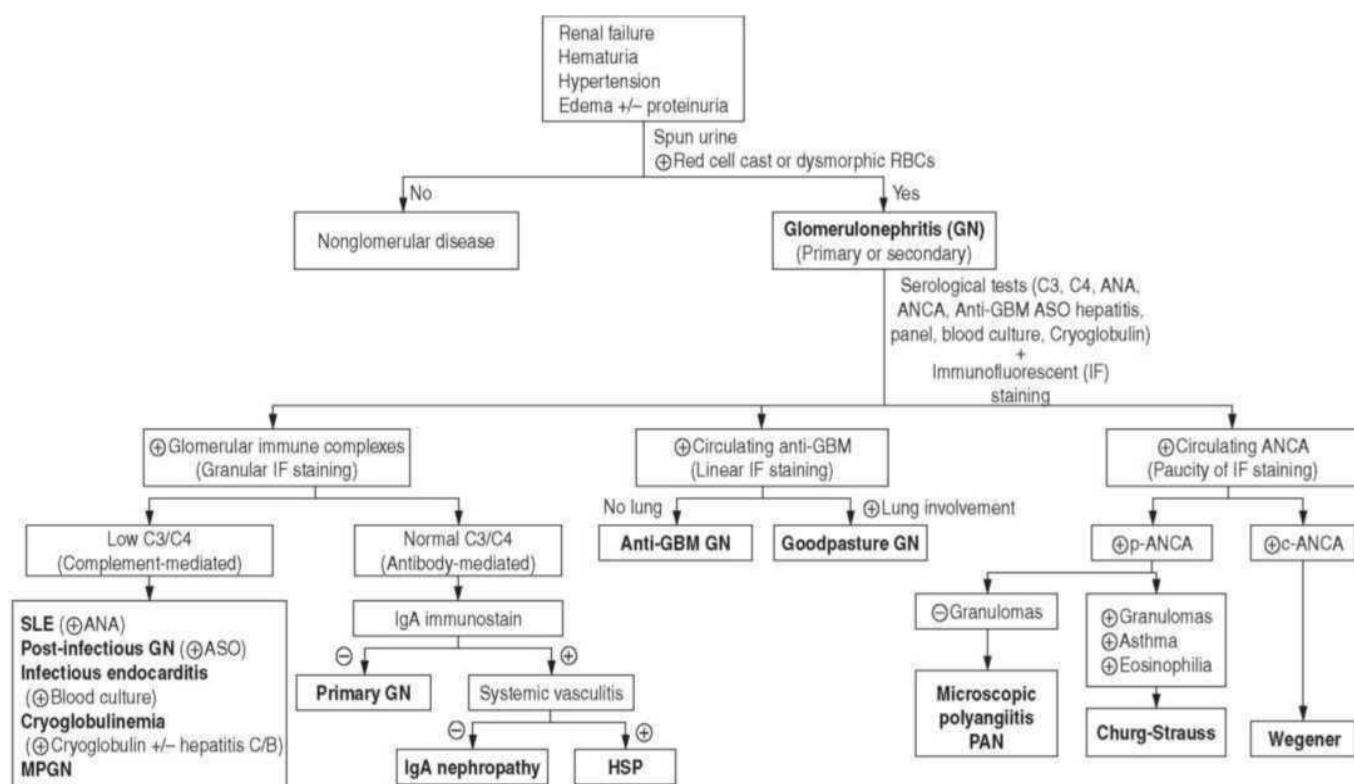 Renal failure
Hematuria
Hypertension
Edema +/– proteinuria
Spun urine
⊕Red cell cast or dysmorphic RBCs
No
Yes
Nonglomerular disease
Glomerulonephritis (GN)
(Primary or secondary)
Serological tests (C3, C4, ANA,
ANCA, Anti-GBM ASO hepatitis,
panel, blood culture, Cryoglobulin)
+
Immunofluorescent (IF)
staining
⊕Glomerular immune complexes
(Granular IF staining)
⊕Circulating anti-GBM
(Linear IF staining)
⊕Circulating ANCA
(Paucity of IF staining)
Low C3/C4
(Complement-mediated)
Normal C3/C4
(Antibody-mediated)
No lung
⊕Lung involvement
Anti-GBM GN
Goodpasture GN
⊕p-ANCA
⊕c-ANCA
SLE (⊕ANA)
Post-infectious GN (⊕ASO)
Infectious endocarditis
(⊕Blood culture)
Cryoglobulinemia
(⊕Cryoglobulin +/– hepatitis C/B)
MPGN
IgA immunostain
⊖
⊕
Primary GN
Systemic vasculitis
⊖
⊕
IgA nephropathy
HSP
⊖Granulomas
⊕Granulomas
⊕Asthma
⊕Eosinophilia
Microscopic
polyangiitis
PAN
Churg-Strauss
Wegener